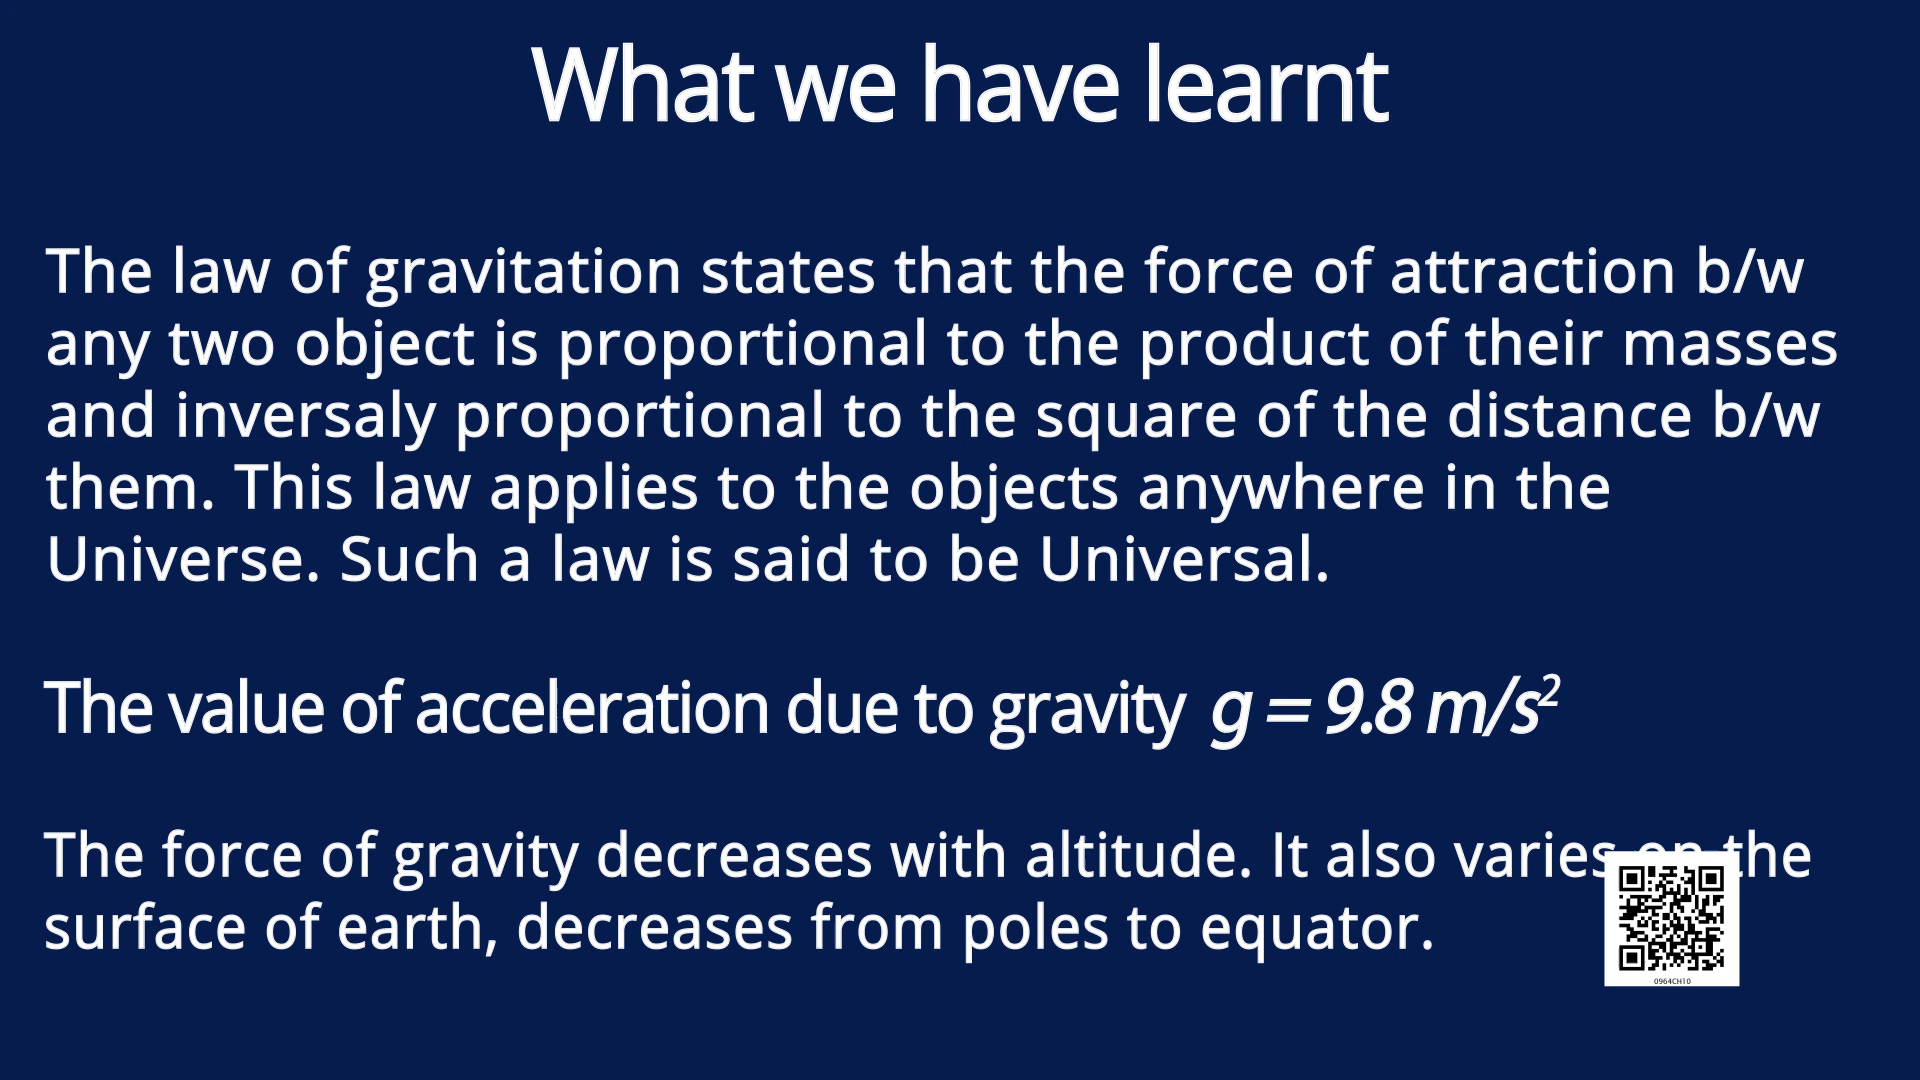 What we have learnt
The law of gravitation states that the force of attraction b/w
any two object is proportional to the product of their masses
and inversaly proportional to the square of the distance b/w
them. This law applies to the objects anywhere in the
Universe. Such a law is said to be Universal.
The value of acceleration due to gravity g = 9.8 m/s²
The force of gravity decreases with altitude. It also varies on the
surface of earth, decreases from poles to equator.
0964CH10